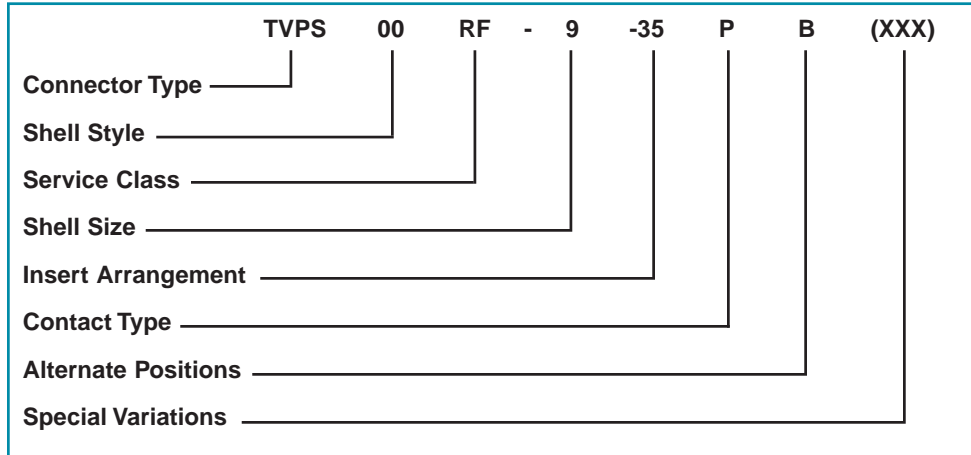 TVPS 00 RF - 9 -35 P B (XXX)
Connector Type
Shell Style
Service Class
Shell Size
Insert Arrangement
Contact Type
Alternate Positions
Special Variations